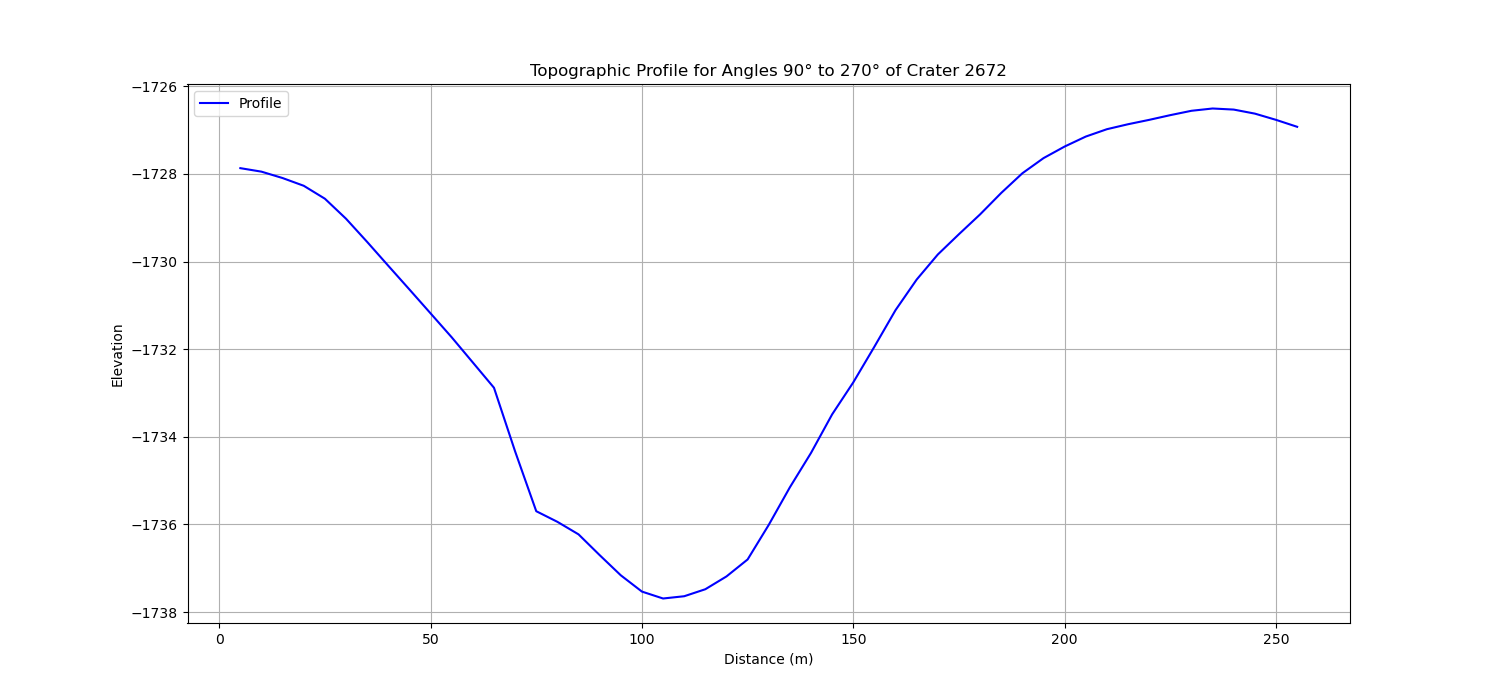 Topographic Profile for Angles 90° to 270° of Crater 2672
Profile
−1726
−1728
−1730
−1732
−1734
−1736
−1738
Elevation
0 50 100 150 200 250
Distance (m)